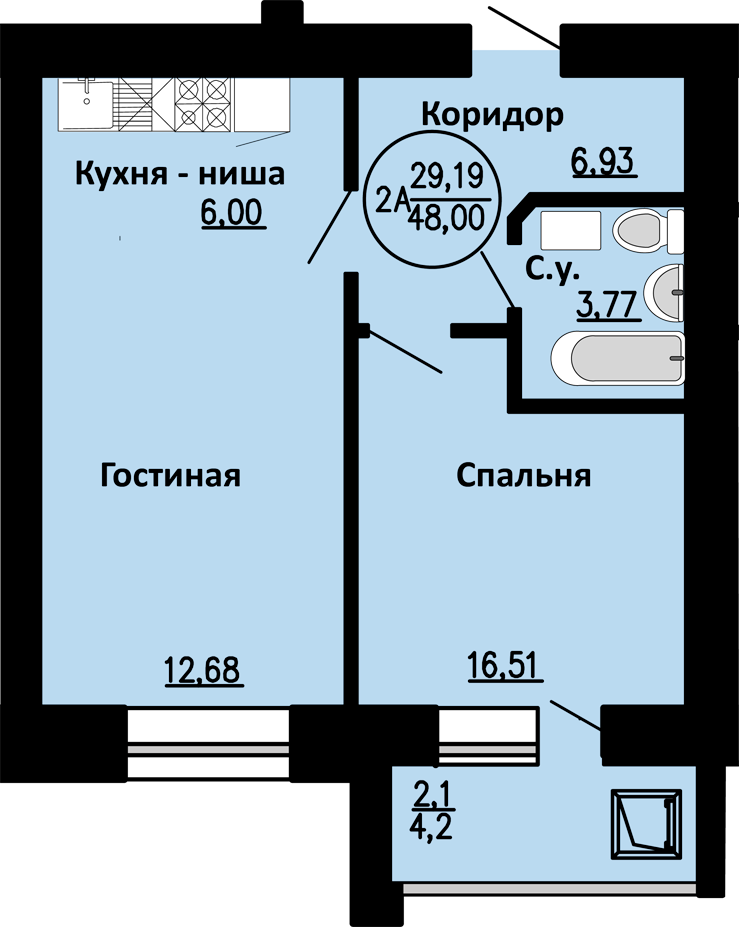 Коридор
6,93
Кухня - ниша
6,00
2А
29,19
48,00
С.у.
3,77
Гостиная
Спальня
12,68
16,51
2,1
4,2